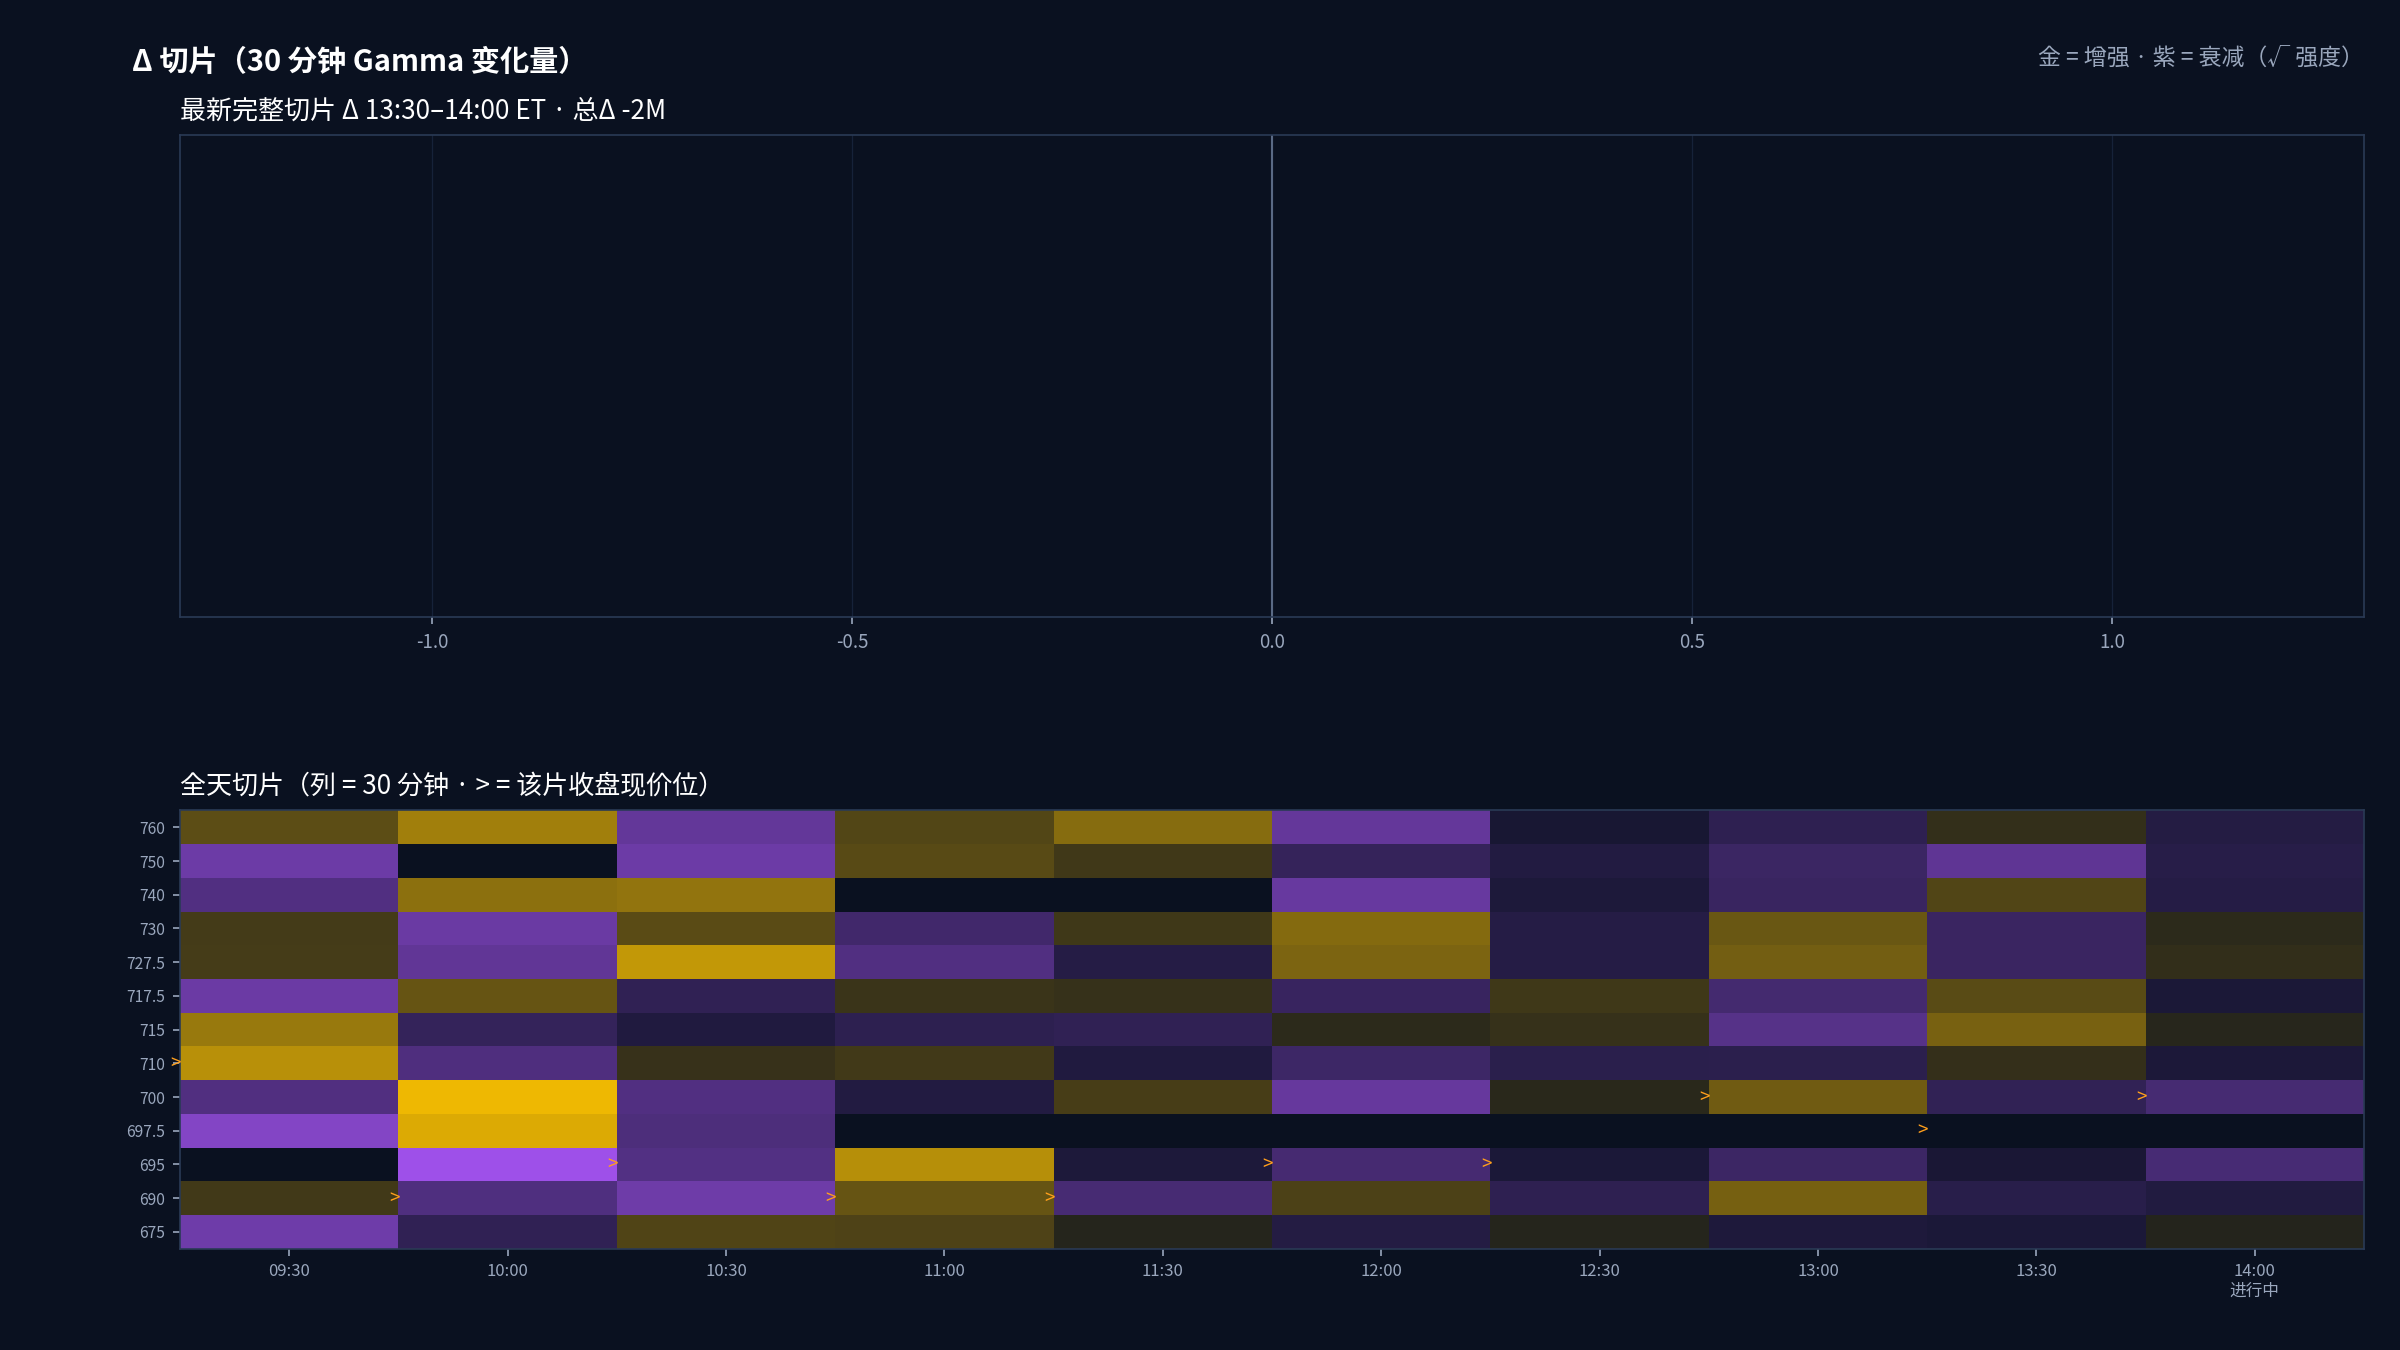 Δ 切片（30 分钟 Gamma 变化量）
金 = 增强 · 紫 = 衰减（√ 强度）
最新完整切片 Δ 13:30–14:00 ET · 总Δ -2M
-1.0 -0.5 0.0 0.5 1.0
全天切片（列 = 30 分钟 · > = 该片收盘现价位）
760
750
740
730
727.5
717.5
715
> 710
700 > >
697.5 >
695 > > >
690 > > >
675
09:30 10:00 10:30 11:00 11:30 12:00 12:30 13:00 13:30 14:00
进行中